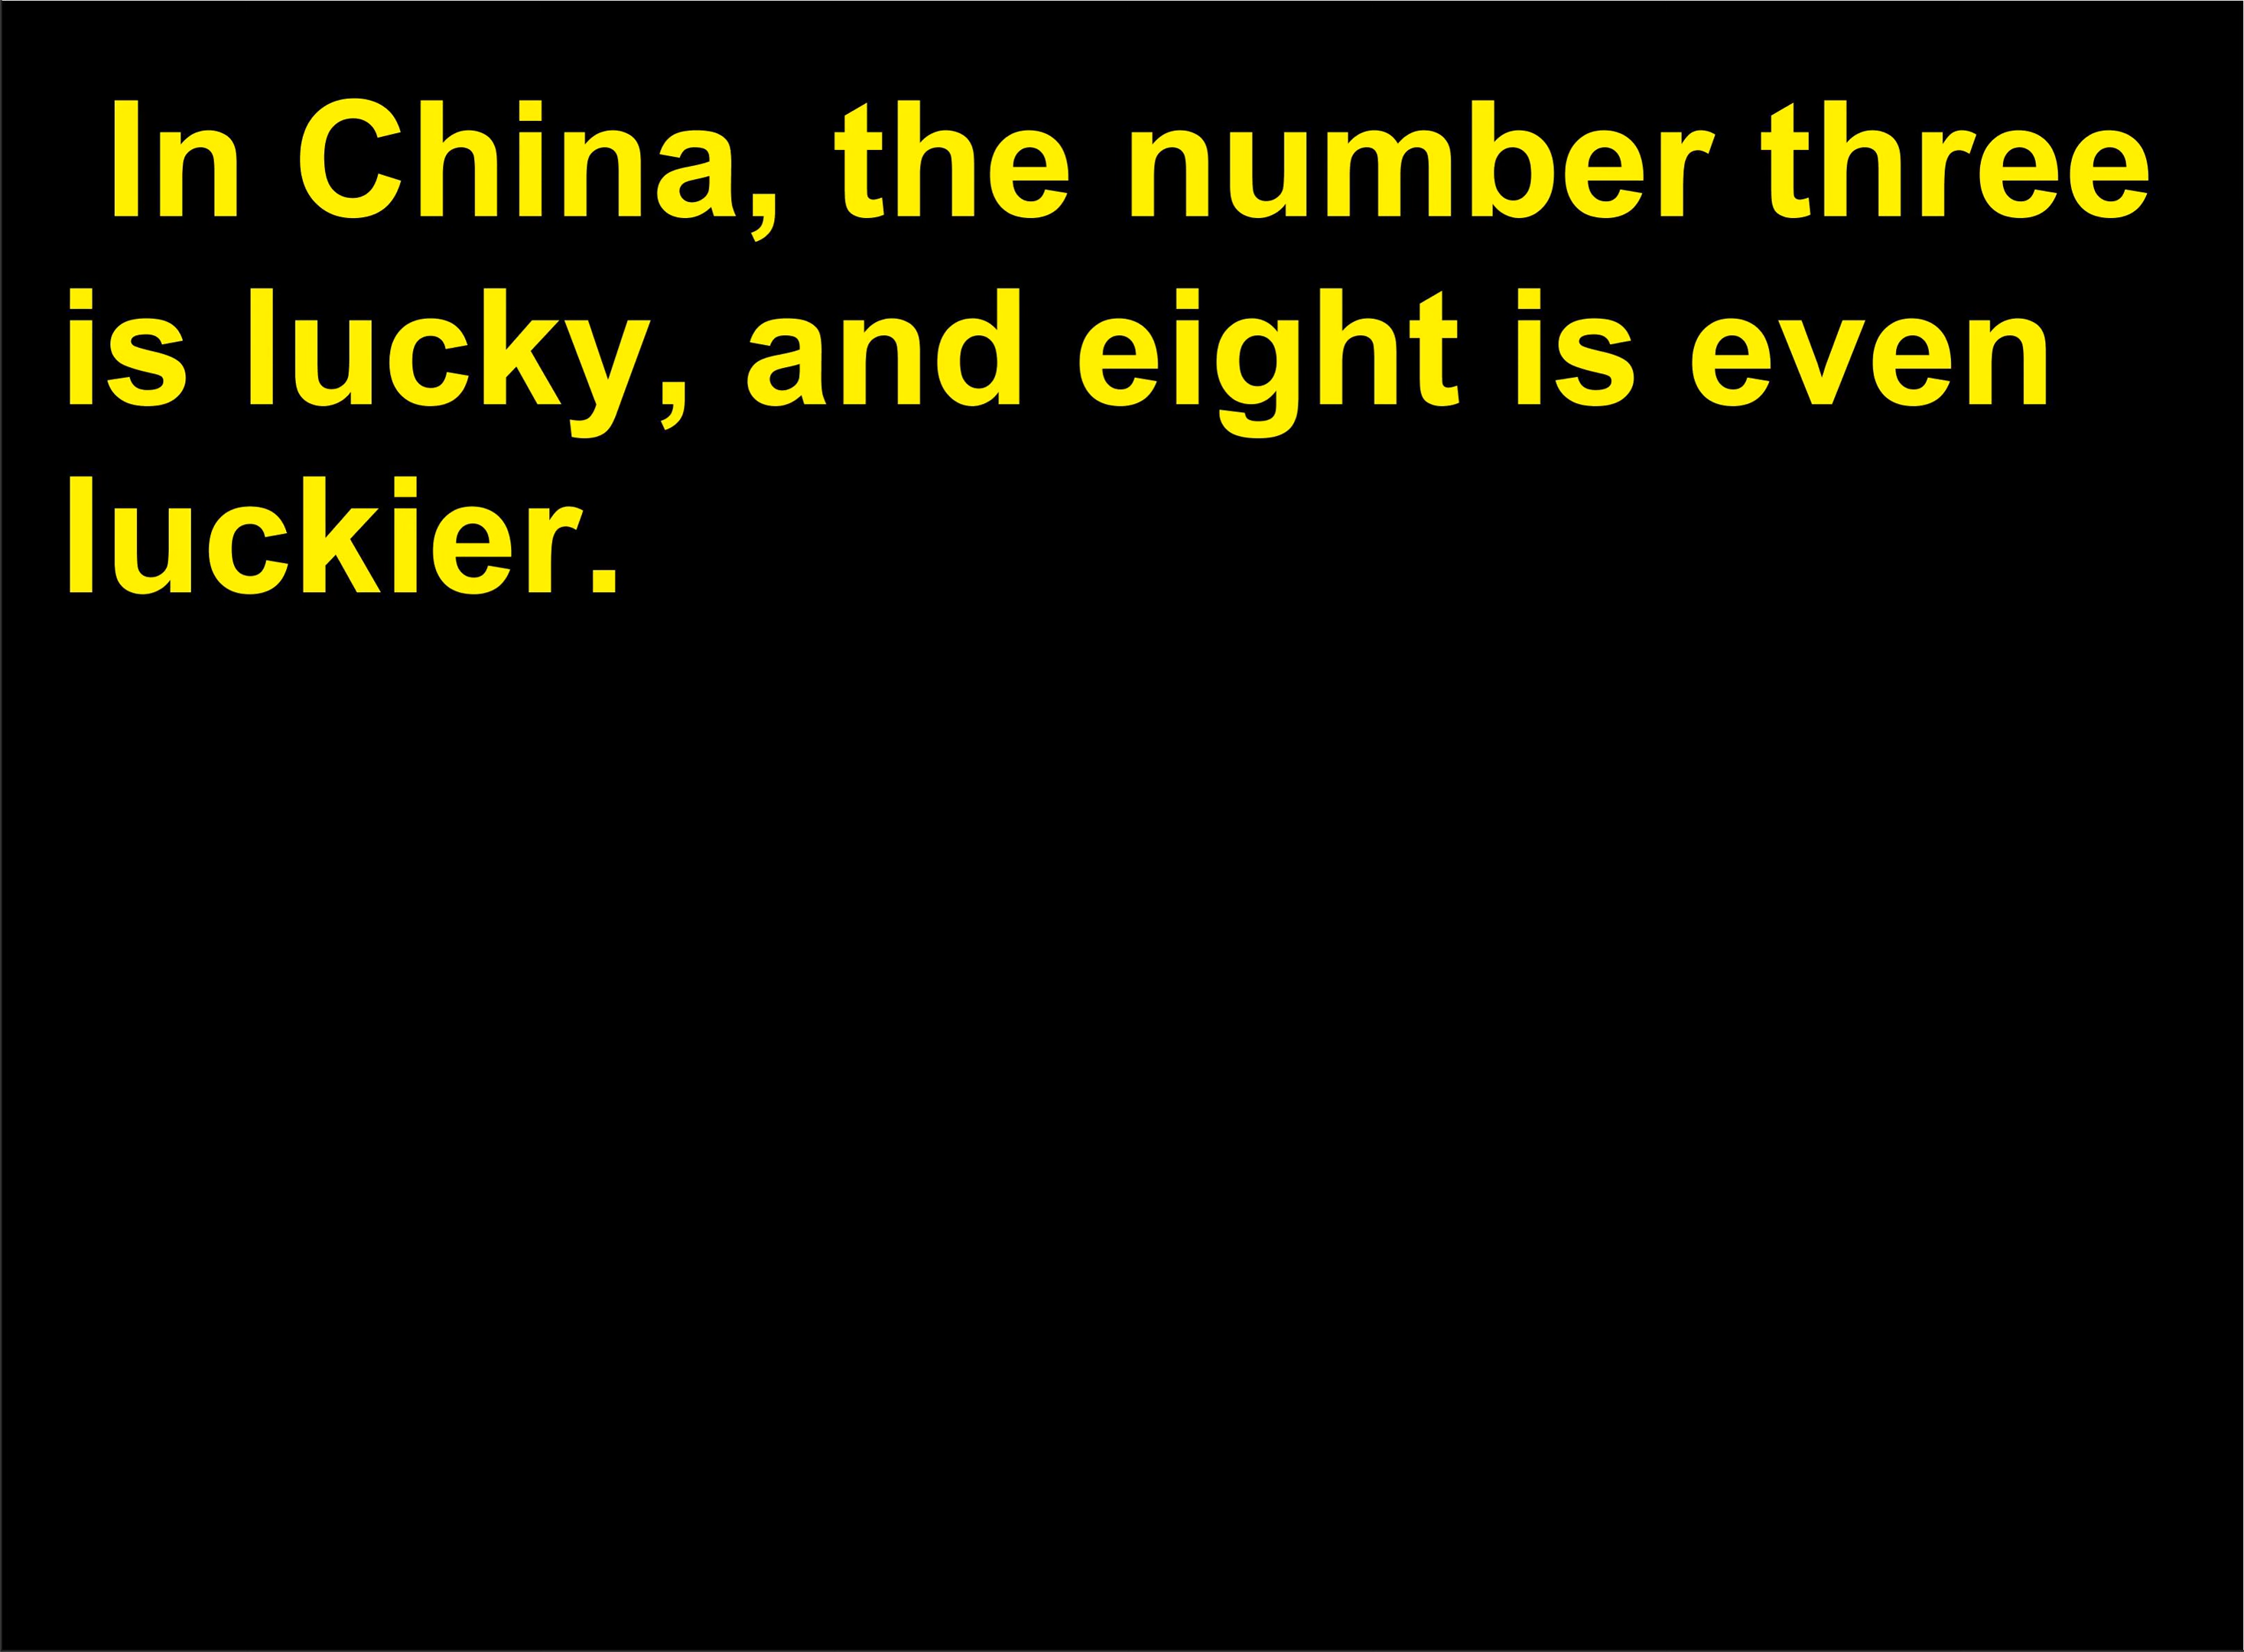 In China, the number three
is lucky, and eight is even
luckier.